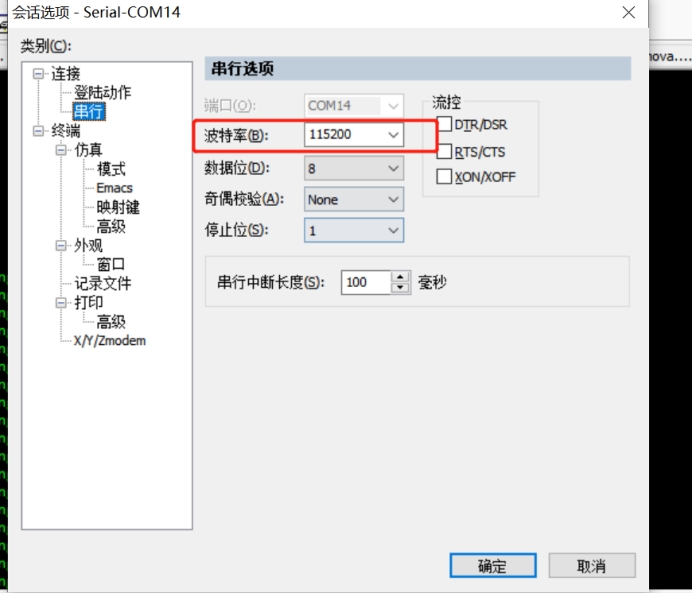 会话选项 - Serial-COM14
类别(C):
连接
登陆动作
串行
终端
仿真
模式
Emacs
映射键
高级
外观
窗口
记录文件
打印
高级
X/Y/Zmodem
串行选项
端口(O): COM14
波特率(B): 115200
数据位(D): 8
奇偶校验(A): None
停止位(S): 1
流控
DTR/DSR
RTS/CTS
XON/XOFF
串行中断长度(S): 100 毫秒
确定
取消
nova....